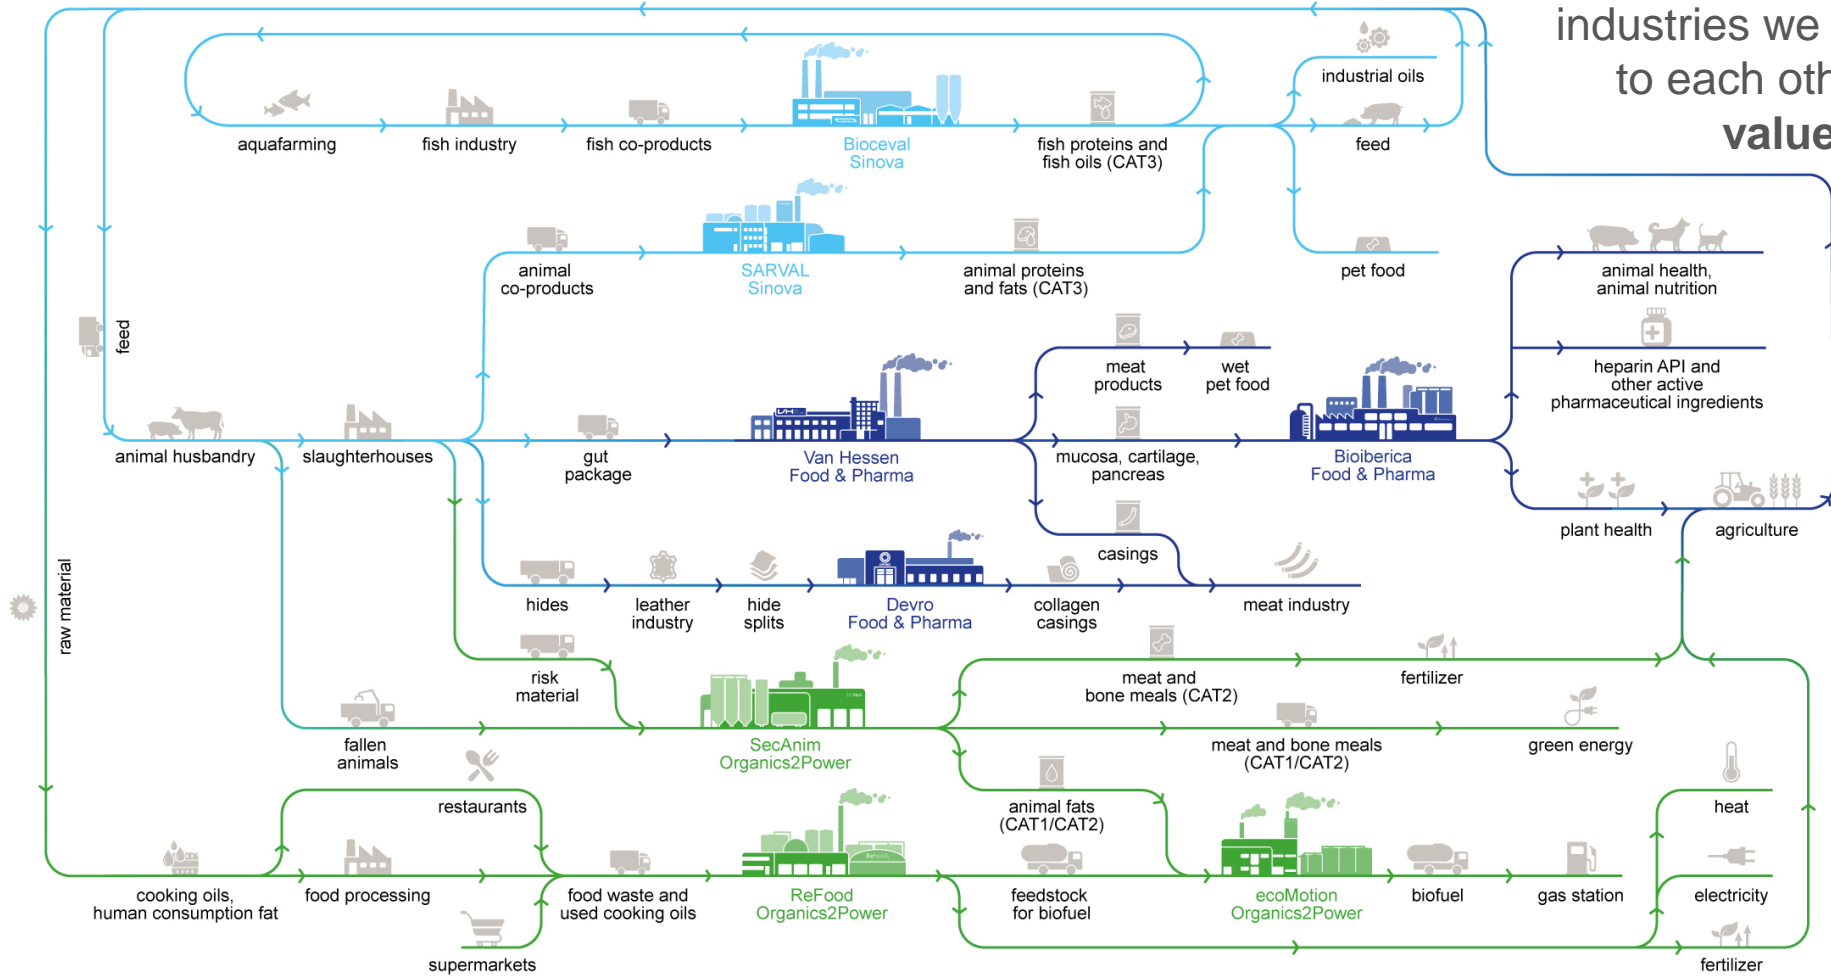 industries we
to each oth
value
industrial oils
aquafarming
fish industry
fish co-products
Bioceval
Sinova
fish proteins and
fish oils (CAT3)
feed
animal
co-products
SARVAL
Sinova
animal proteins
and fats (CAT3)
pet food
animal health,
animal nutrition
feed
meat
products
wet
pet food
heparin API and
other active
pharmaceutical ingredients
VH
animal husbandry
slaughterhouses
gut
package
Van Hessen
Food & Pharma
mucosa, cartilage,
pancreas
Bioiberica
Food & Pharma
plant health
agriculture
casings
raw material
hides
leather
industry
hide
splits
Devro
Food & Pharma
collagen
casings
meat industry
risk
material
meat and
bone meals (CAT2)
fertilizer
fallen
animals
SecAnim
Organics2Power
meat and bone meals
(CAT1/CAT2)
green energy
restaurants
animal fats
(CAT1/CAT2)
heat
ReFood
cooking oils,
human consumption fat
food processing
food waste and
used cooking oils
ReFood
Organics2Power
feedstock
for biofuel
ecoMotion
Organics2Power
biofuel
gas station
electricity
supermarkets
fertilizer